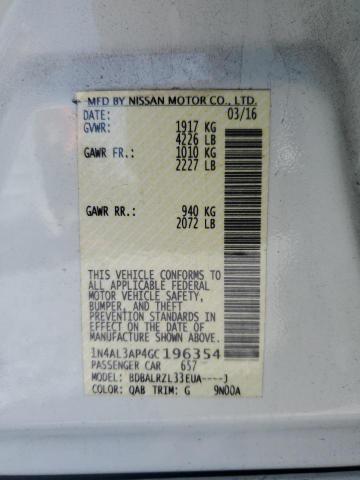 MFD BY NISSAN MOTOR CO., LTD.
DATE: 03/16
GVWR: 1917 KG
4226 LB
GAWR FR.: 1010 KG
2227 LB
GAWR RR.: 940 KG
2072 LB
THIS VEHICLE CONFORMS TO
ALL APPLICABLE FEDERAL
MOTOR VEHICLE SAFETY,
BUMPER, AND THEFT
PREVENTION STANDARDS IN
EFFECT ON THE DATE OF
MANUFACTURE SHOWN ABOVE.
1N4AL3AP4GC196354
PASSENGER CAR 657
MODEL: BDBALRZL33EUA----J
COLOR: QAB TRIM: G 9N00A